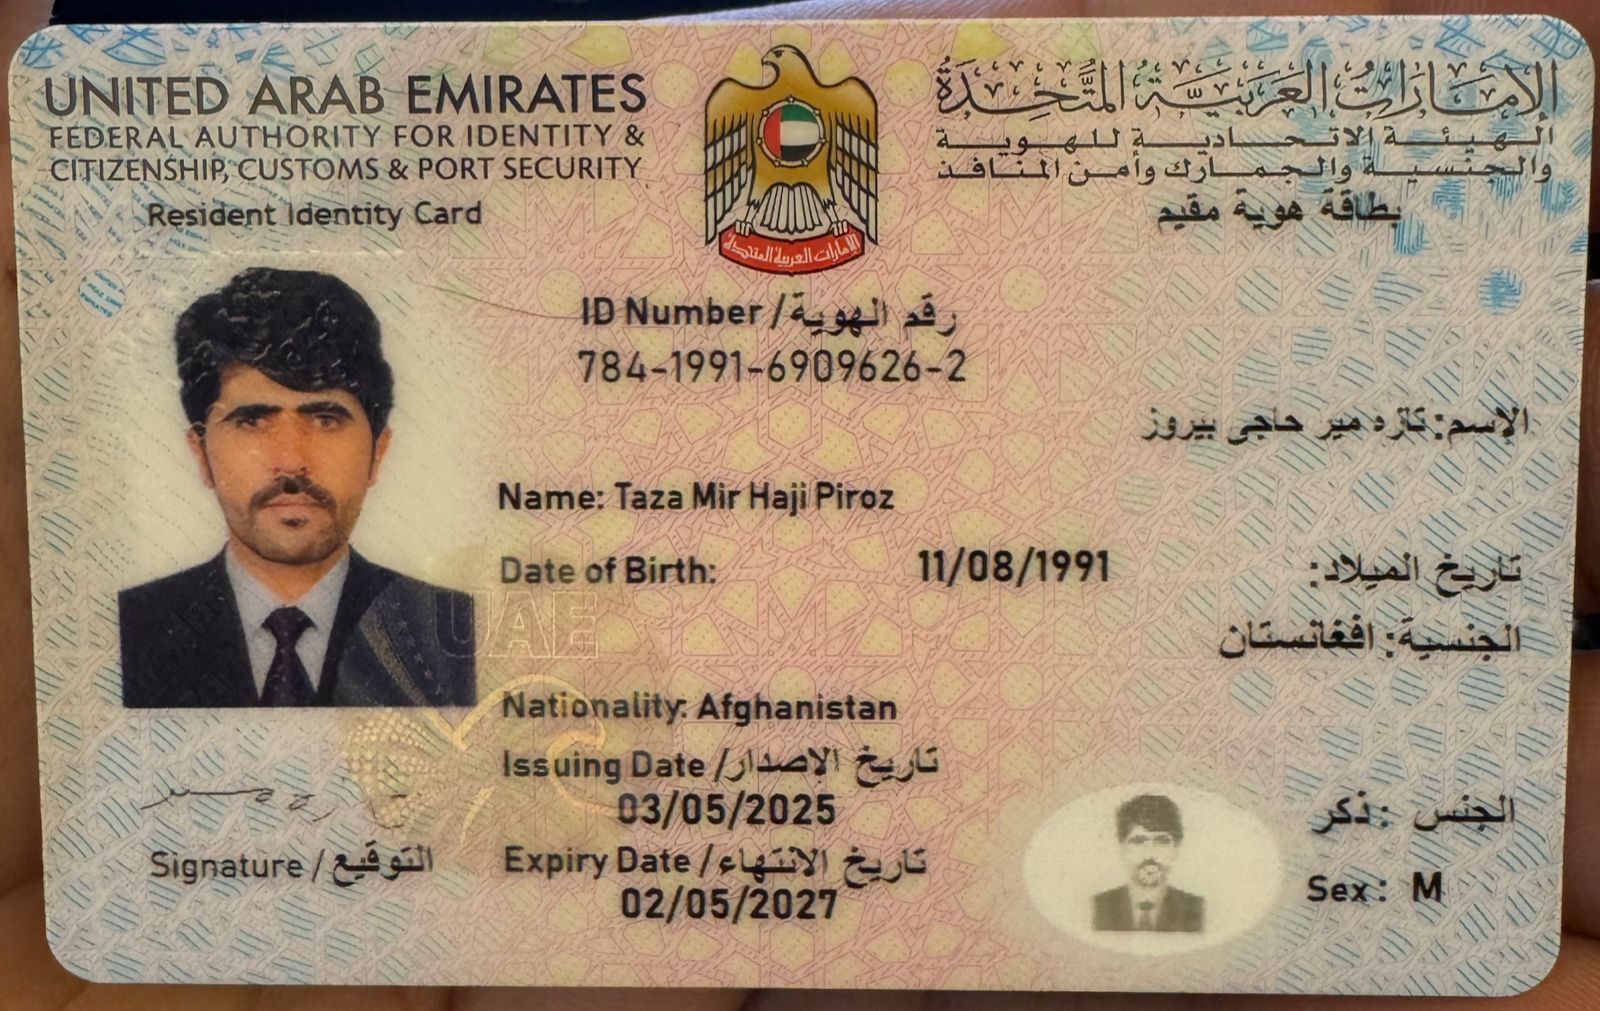 UNITED ARAB EMIRATES
الإمارات العربية المتحدة
FEDERAL AUTHORITY FOR IDENTITY &
الهيئة الاتحادية للهوية
CITIZENSHIP, CUSTOMS & PORT SECURITY
والجنسية والجمارك وأمن المنافذ
Resident Identity Card
بطاقة هوية مقيم
الإمارات العربية المتحدة
ID Number / رقم الهوية
784-1991-6909626-2
الإسم: تازه مير حاجى بيروز
Name: Taza Mir Haji Piroz
Date of Birth: 11/08/1991 تاريخ الميلاد:
UAE
الجنسية: افغانستان
Nationality: Afghanistan
Issuing Date / تاريخ الإصدار
03/05/2025
الجنس : ذكر
Signature / التوقيع
Expiry Date / تاريخ الانتهاء
02/05/2027
Sex : M